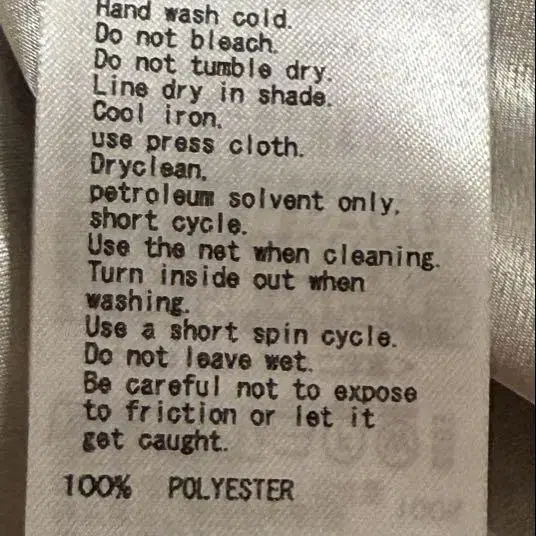 Hand wash cold.
Do not bleach.
Do not tumble dry.
Line dry in shade.
Cool iron.
use press cloth.
Dryclean.
petroleum solvent only,
short cycle.
Use the net when cleaning.
Turn inside out when
washing.
Use a short spin cycle.
Do not leave wet.
Be careful not to expose
to friction or let it
get caught.
100% POLYESTER